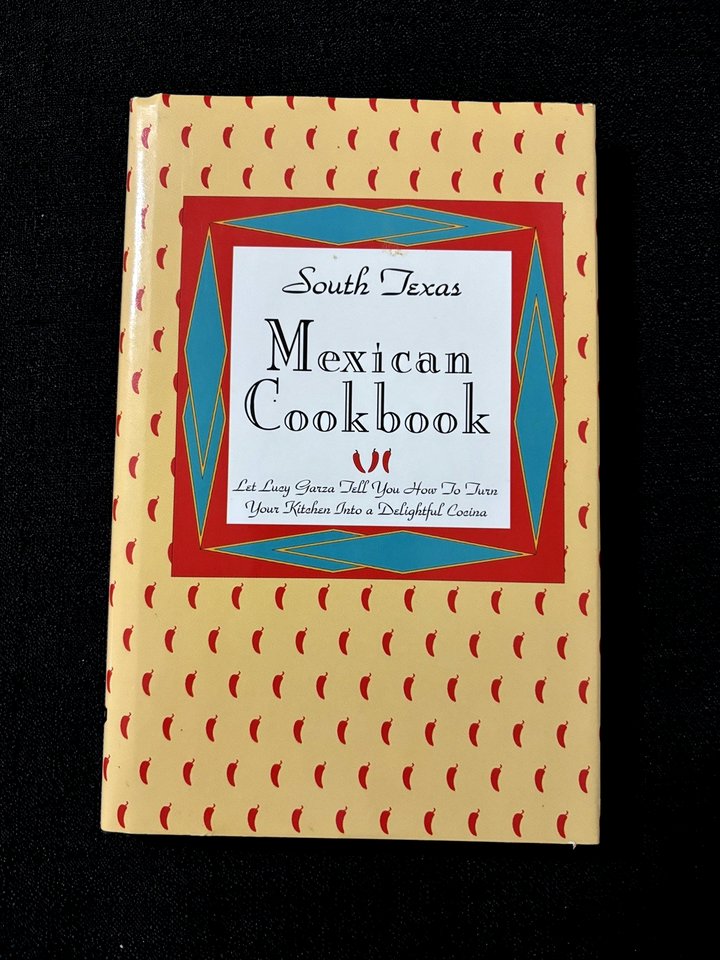 South Texas
Mexican
Cookbook
Let Lucy Garza Tell You How To Turn
Your Kitchen Into a Delightful Cocina